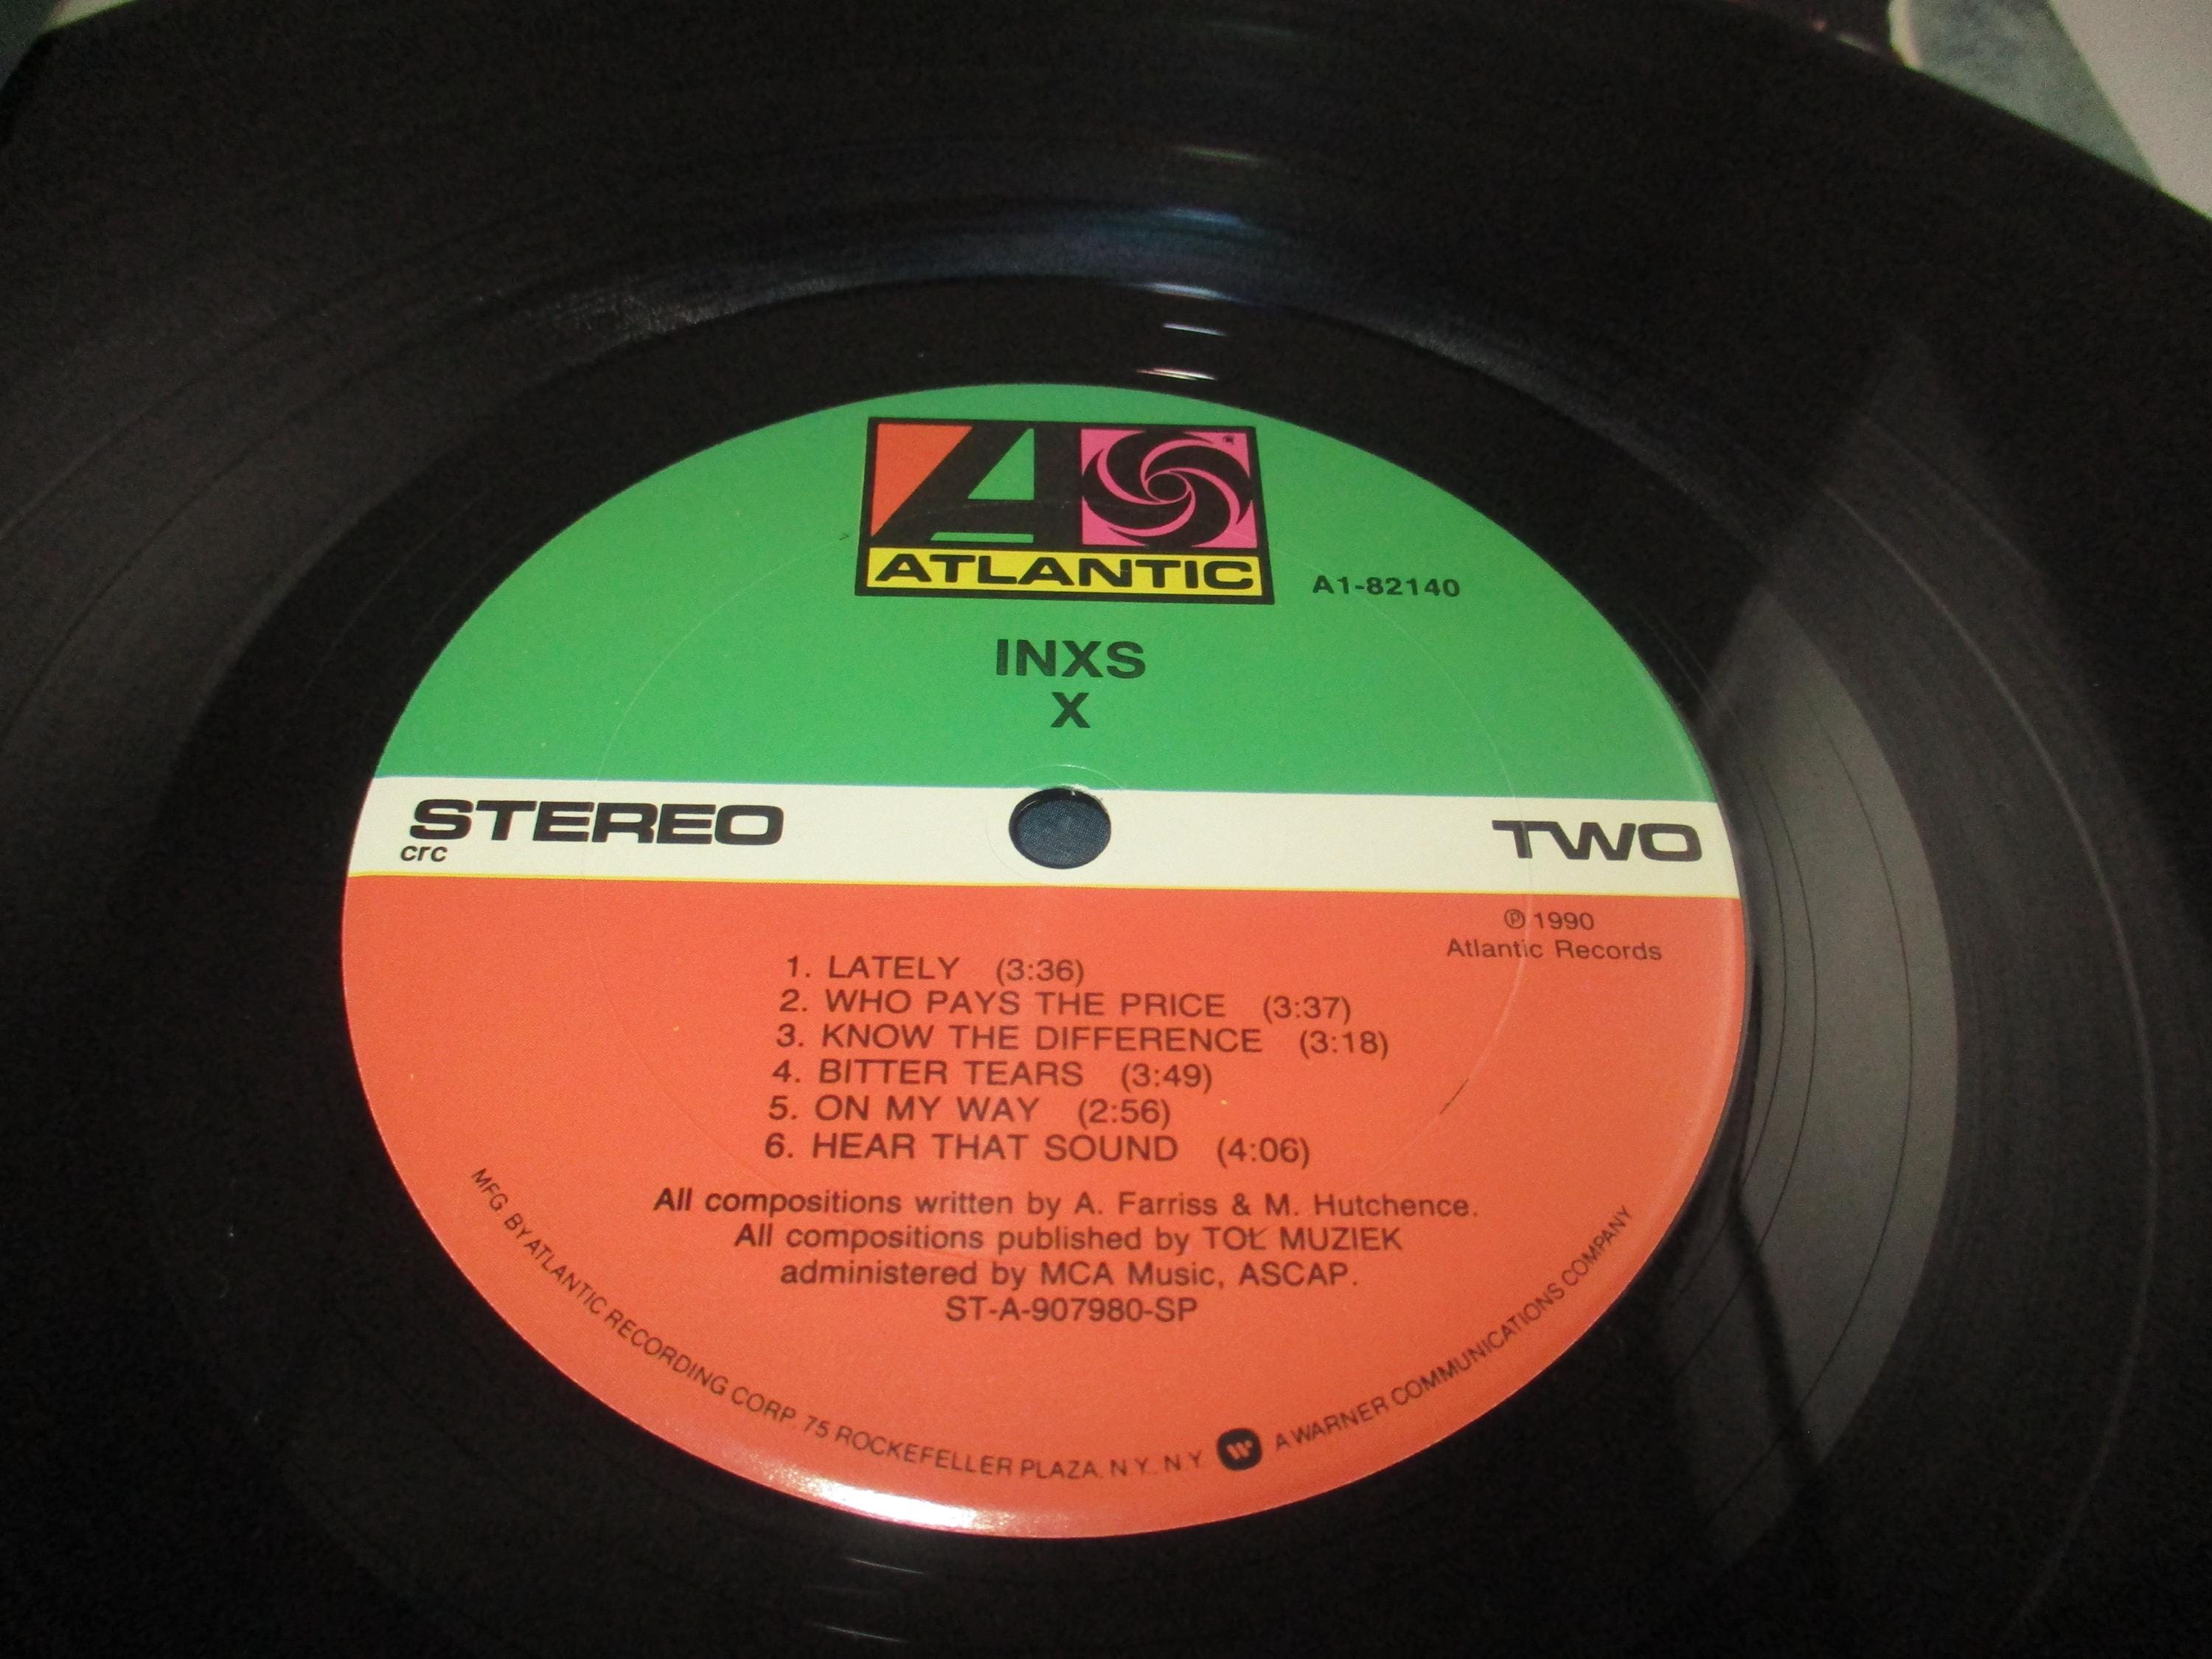 ATLANTIC
A1-82140
INXS
X
STEREO
crc
TWO
℗ 1990
Atlantic Records
1. LATELY (3:36)
2. WHO PAYS THE PRICE (3:37)
3. KNOW THE DIFFERENCE (3:18)
4. BITTER TEARS (3:49)
5. ON MY WAY (2:56)
6. HEAR THAT SOUND (4:06)
All compositions written by A. Farriss & M. Hutchence.
All compositions published by TOŁ MUZIEK
administered by MCA Music, ASCAP.
ST-A-907980-SP
MFG. BY ATLANTIC RECORDING CORP. 75 ROCKEFELLER PLAZA. N.Y. N.Y. A WARNER COMMUNICATIONS COMPANY